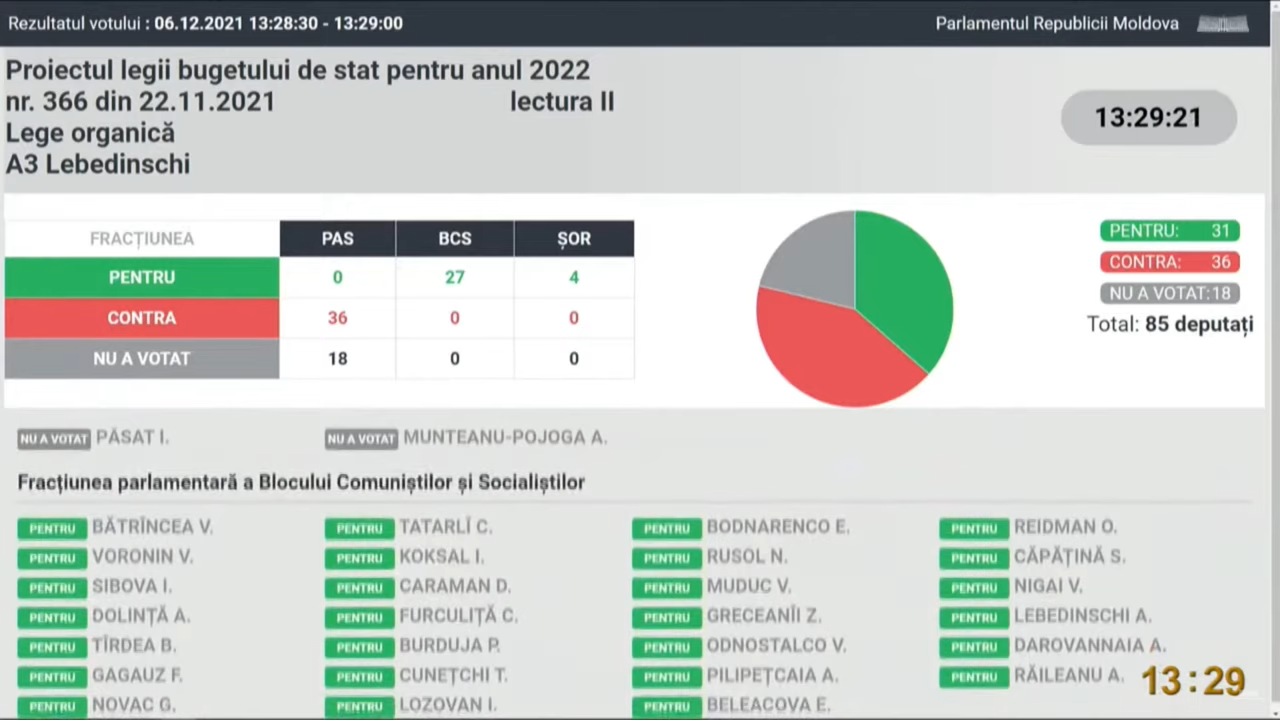 Rezultatul votului : 06.12.2021 13:28:30 - 13:29:00 Parlamentul Republicii Moldova
Proiectul legii bugetului de stat pentru anul 2022
nr. 366 din 22.11.2021 lectura II
Lege organică
A3 Lebedinschi
13:29:21
FRACȚIUNEA PAS BCS ȘOR
PENTRU 0 27 4
CONTRA 36 0 0
NU A VOTAT 18 0 0
PENTRU: 31
CONTRA: 36
NU A VOTAT: 18
Total: 85 deputați
NU A VOTAT PĂSAT I. NU A VOTAT MUNTEANU-POJOGA A.
Fracțiunea parlamentară a Blocului Comuniștilor și Socialiștilor
PENTRU BĂTRÎNCEA V. PENTRU TATARLÎ C. PENTRU BODNARENCO E. PENTRU REIDMAN O.
PENTRU VORONIN V. PENTRU KOKSAL I. PENTRU RUSOL N. PENTRU CĂPĂȚINĂ S.
PENTRU SIBOVA I. PENTRU CARAMAN D. PENTRU MUDUC V. PENTRU NIGAI V.
PENTRU DOLINȚĂ A. PENTRU FURCULIȚĂ C. PENTRU GRECEANÎI Z. PENTRU LEBEDINSCHI A.
PENTRU TÎRDEA B. PENTRU BURDUJA P. PENTRU ODNOSTALCO V. PENTRU DAROVANNAIA A.
PENTRU GAGAUZ F. PENTRU CUNEȚCHI T. PENTRU PILIPEȚCAIA A. PENTRU RĂILEANU A.
PENTRU NOVAC G. PENTRU LOZOVAN I. PENTRU BELEACOVA E.
13:29